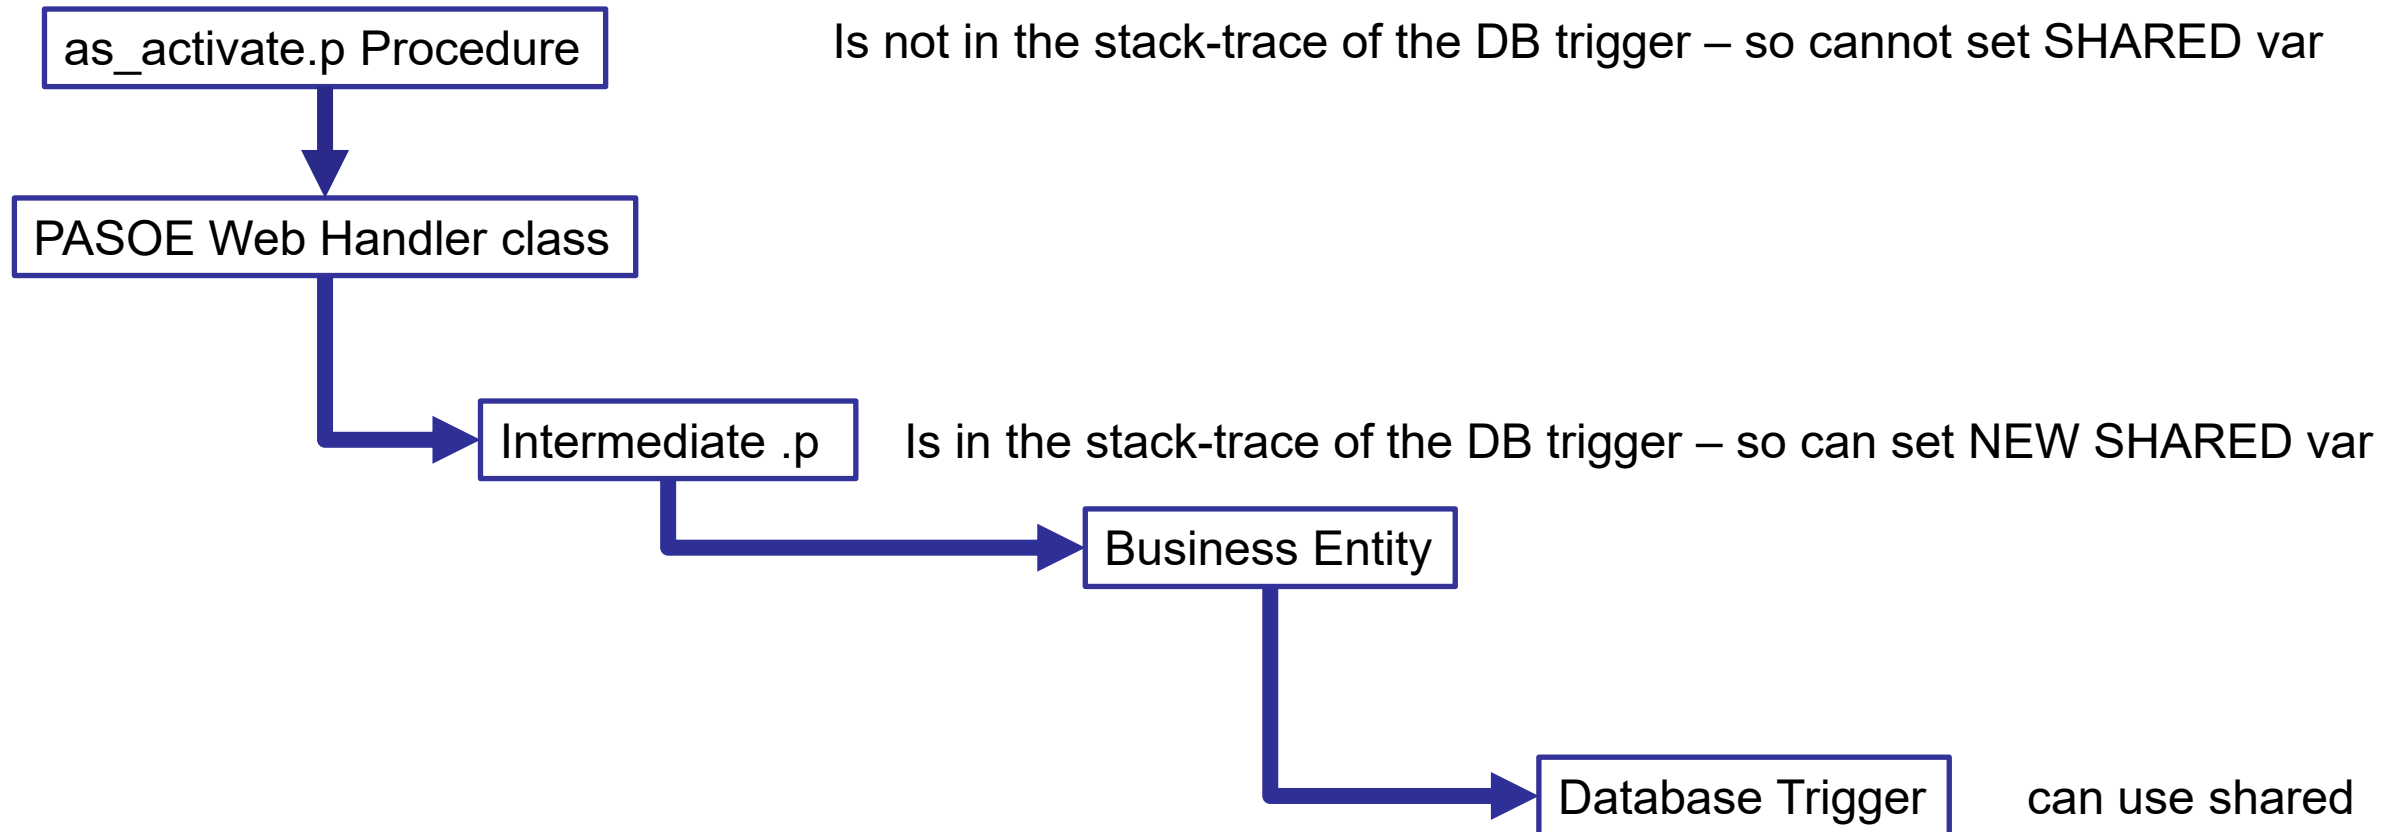 as_activate.p Procedure
Is not in the stack-trace of the DB trigger – so cannot set SHARED var
PASOE Web Handler class
Intermediate .p
Is in the stack-trace of the DB trigger – so can set NEW SHARED var
Business Entity
Database Trigger
can use shared